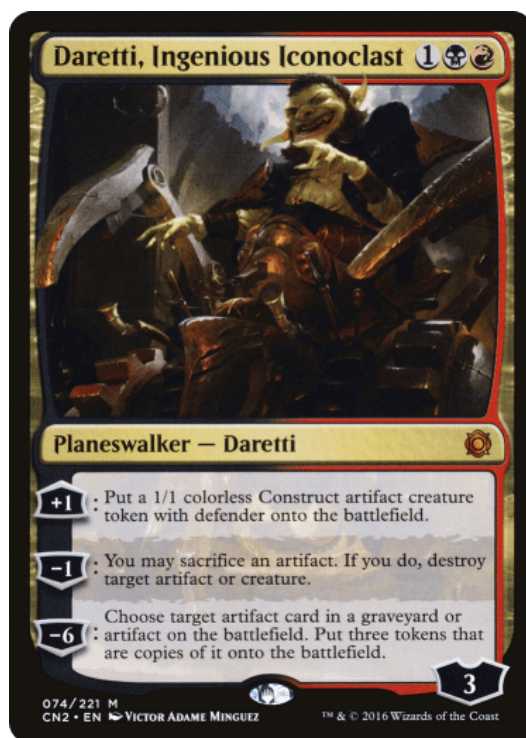 Daretti, Ingenious Iconoclast 1
Planeswalker — Daretti
+1 : Put a 1/1 colorless Construct artifact creature
token with defender onto the battlefield.
−1 : You may sacrifice an artifact. If you do, destroy
target artifact or creature.
Choose target artifact card in a graveyard or
−6 : artifact on the battlefield. Put three tokens that
are copies of it onto the battlefield.
3
074/221 M
CN2 • EN Victor Adame Minguez ™ & © 2016 Wizards of the Coast